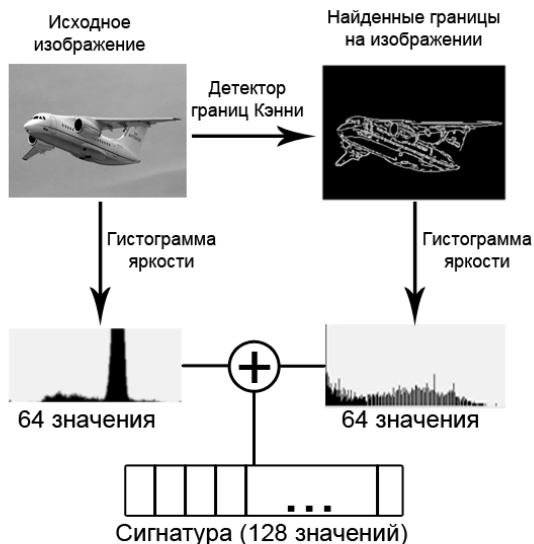 Исходное
изображение
Найденные границы
на изображении
Детектор
границ Кэнни
Гистограмма
яркости
Гистограмма
яркости
64 значения
64 значения
...
Сигнатура (128 значений)